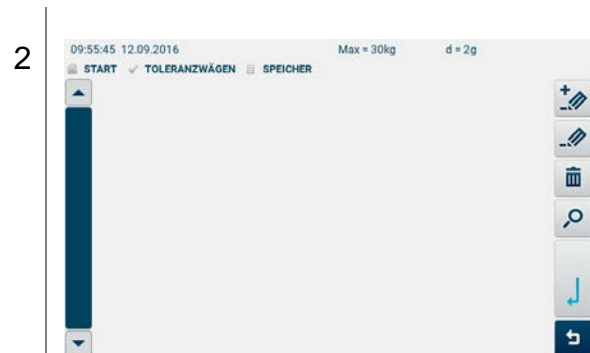 2
09:55:45 12.09.2016 Max = 30kg d = 2g
START TOLERANZWÄGEN SPEICHER